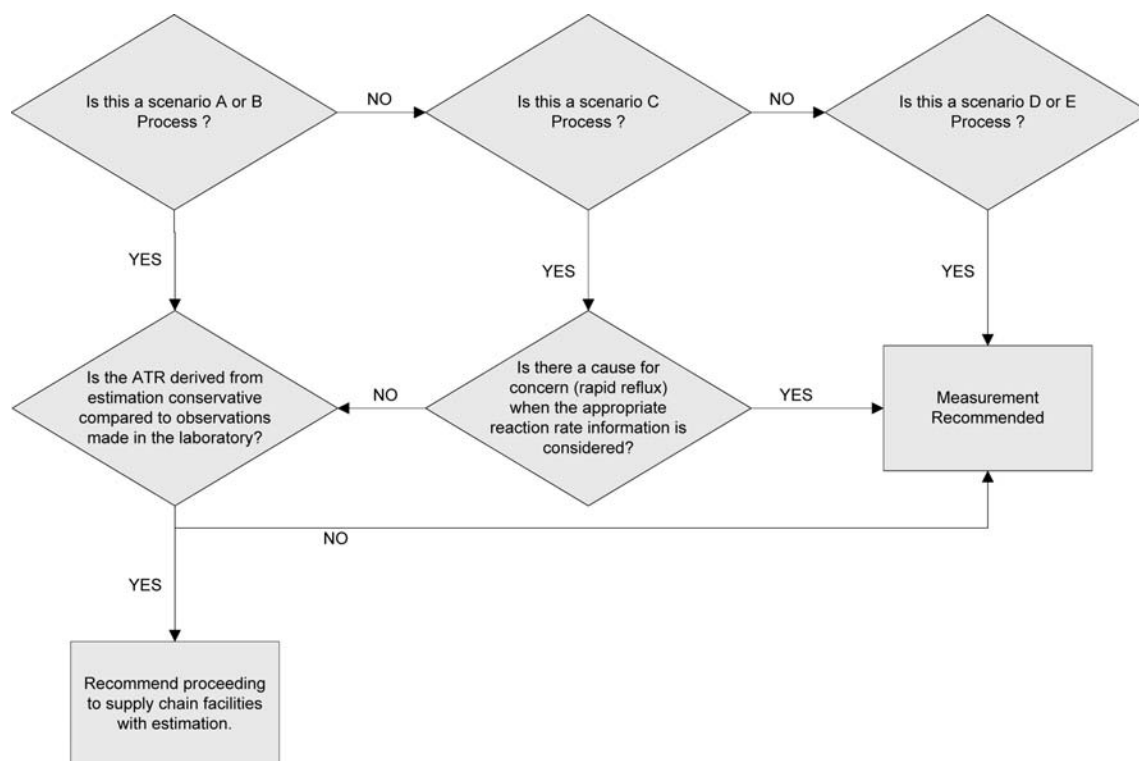 Is this a scenario A or B
Process ?
NO
Is this a scenario C
Process ?
NO
Is this a scenario D or E
Process ?
YES
YES
YES
Is the ATR derived from
estimation conservative
compared to observations
made in the laboratory?
NO
Is there a cause for
concern (rapid reflux)
when the appropriate
reaction rate information is
considered?
YES
Measurement
Recommended
NO
YES
Recommend proceeding
to supply chain facilities
with estimation.